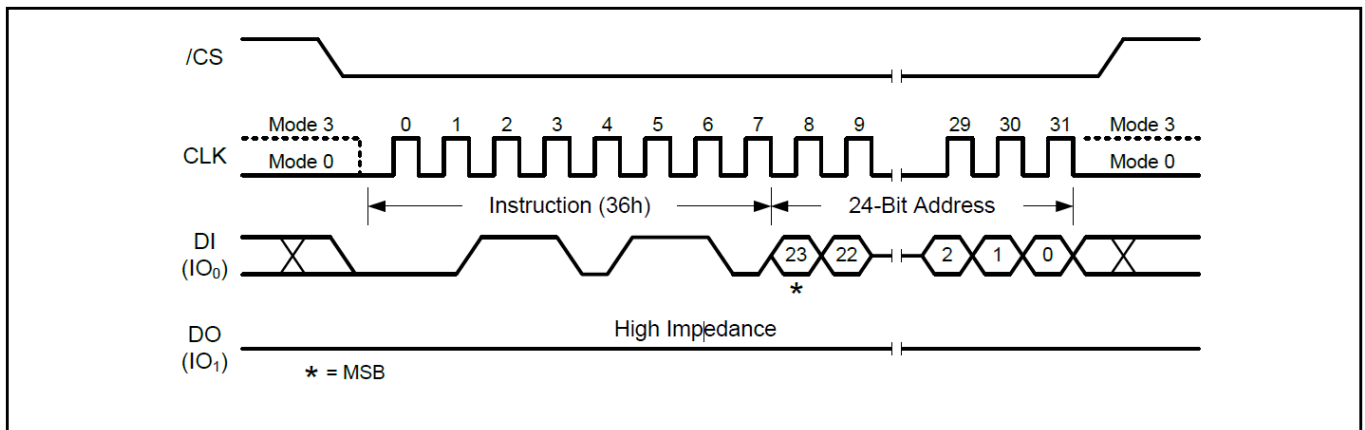 /CS
Mode 3 0 1 2 3 4 5 6 7 8 9 29 30 31 Mode 3
CLK
Mode 0 Mode 0
Instruction (36h) 24-Bit Address
DI
(IO₀) 23 22 2 1 0
*
High Impedance
DO
(IO₁)
* = MSB